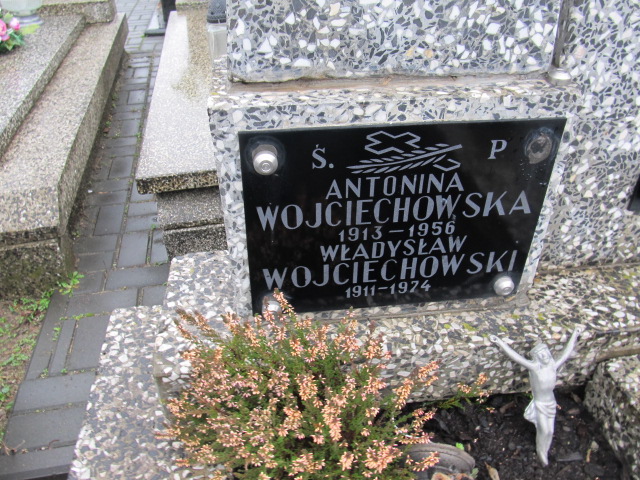 Ś. P
ANTONINA
WOJCIECHOWSKA
1913-1956
WŁADYSŁAW
WOJCIECHOWSKI
1911-1974